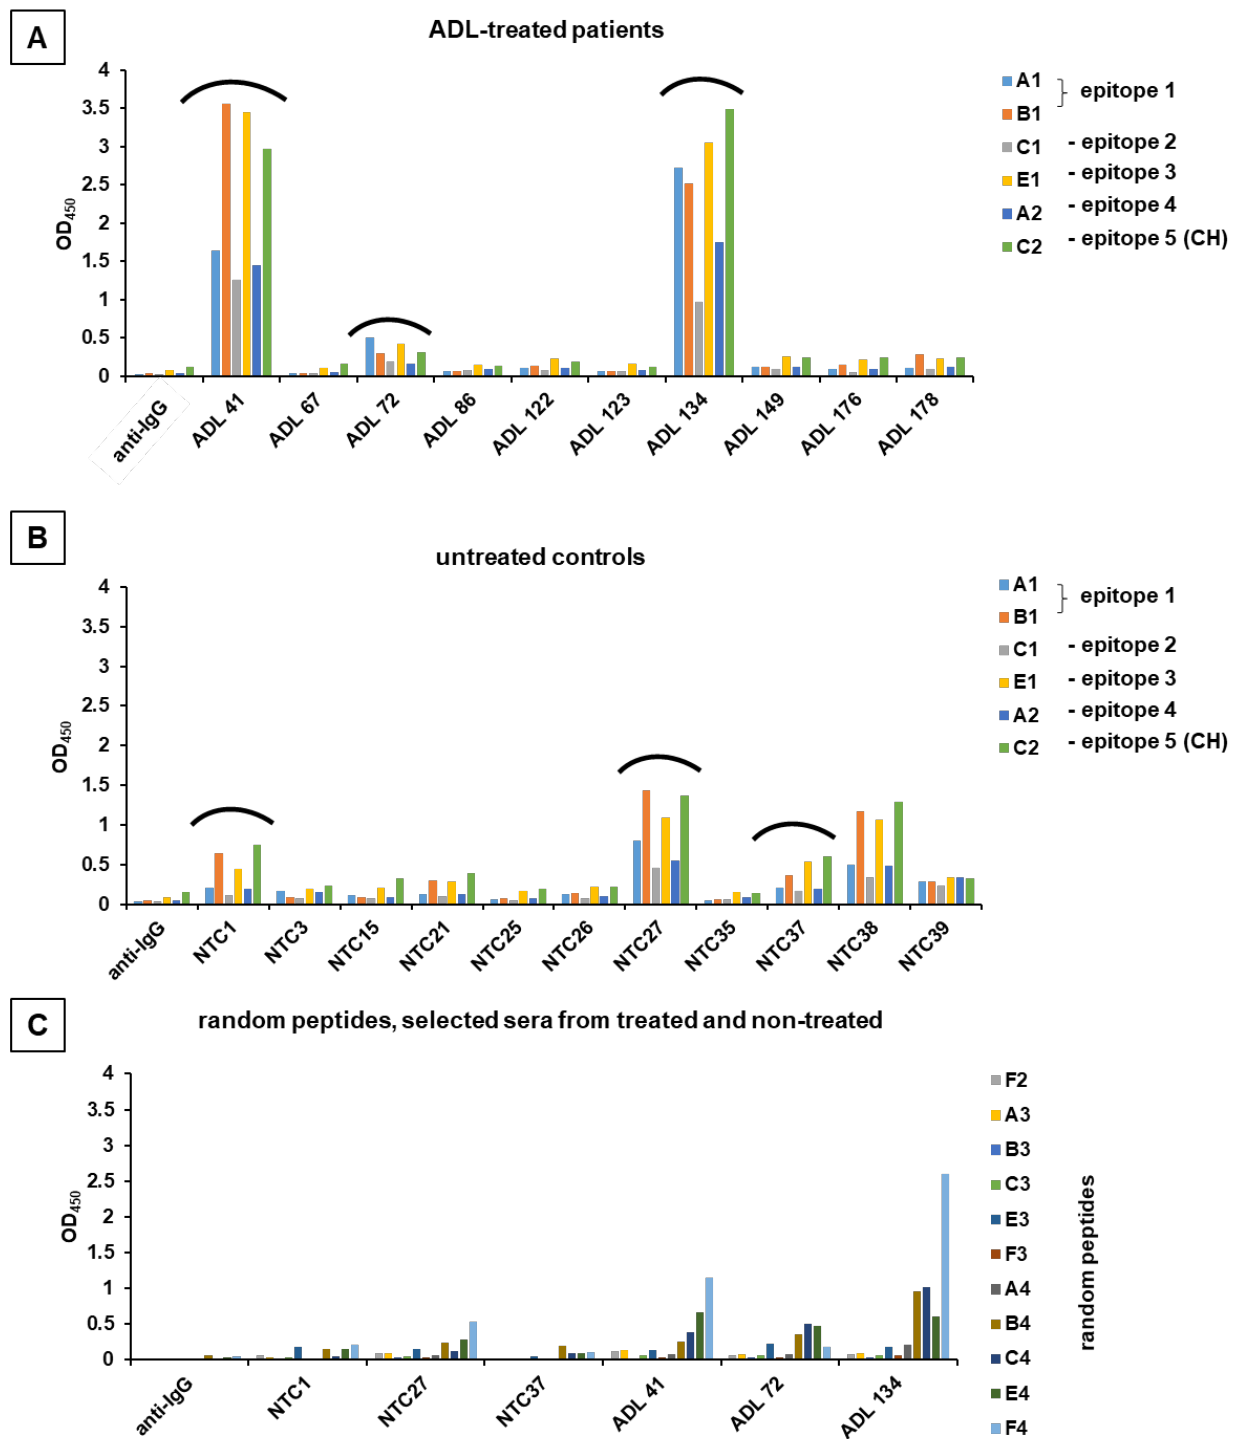 A
ADL-treated patients
4
3.5
3
2.5
2
1.5
1
0.5
0
OD450
anti-IgG
ADL 41
ADL 67
ADL 72
ADL 86
ADL 122
ADL 123
ADL 134
ADL 149
ADL 176
ADL 178
A1
B1
epitope 1
C1 - epitope 2
E1 - epitope 3
A2 - epitope 4
C2 - epitope 5 (CH)
B
untreated controls
4
3.5
3
2.5
2
1.5
1
0.5
0
OD450
anti-IgG
NTC1
NTC3
NTC15
NTC21
NTC25
NTC26
NTC27
NTC35
NTC37
NTC38
NTC39
A1
B1
epitope 1
C1 - epitope 2
E1 - epitope 3
A2 - epitope 4
C2 - epitope 5 (CH)
C
random peptides, selected sera from treated and non-treated
4
3.5
3
2.5
2
1.5
1
0.5
0
OD450
anti-IgG
NTC1
NTC27
NTC37
ADL 41
ADL 72
ADL 134
F2
A3
B3
C3
E3
F3
A4
B4
C4
E4
F4
random peptides